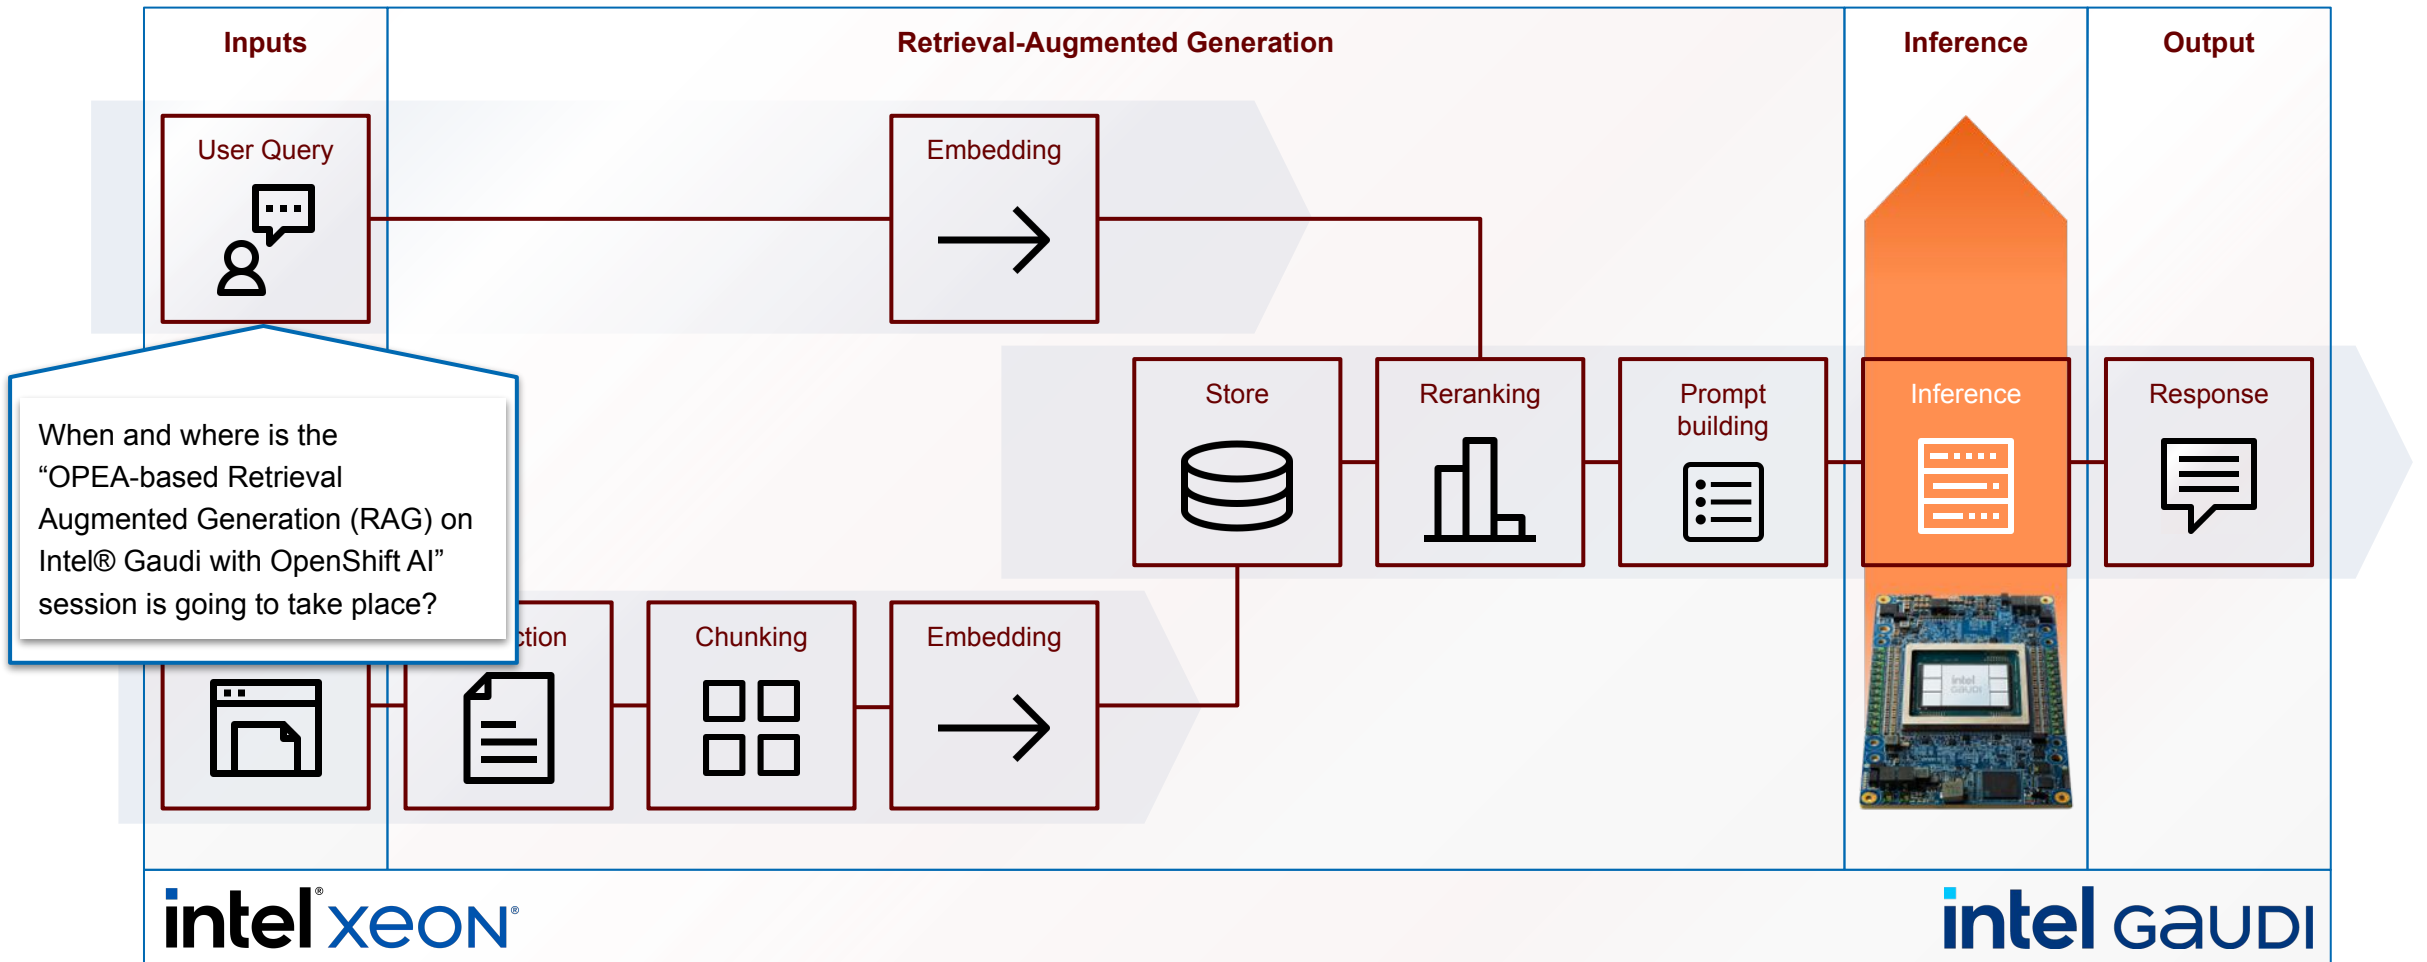 Inputs
Retrieval-Augmented Generation
Inference
Output
User Query
Embedding
When and where is the
“OPEA-based Retrieval
Augmented Generation (RAG) on
Intel® Gaudi with OpenShift AI”
session is going to take place?
Store
Reranking
Prompt
building
Inference
Response
ction
Chunking
Embedding
intel
GAUDI
intel® xeon®
intel GAUDI